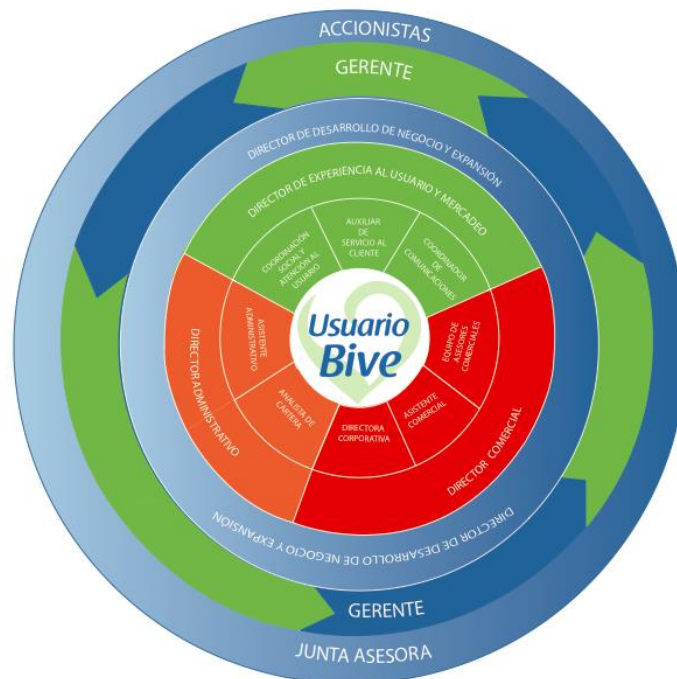 ACCIONISTAS
GERENTE
DIRECTOR DE DESARROLLO DE NEGOCIO Y EXPANSIÓN
DIRECTOR DE EXPERIENCIA AL USUARIO Y MERCADEO
COORDINACIÓN
SOCIAL Y
ATENCIÓN AL
USUARIO
AUXILIAR
DE
SERVICIO AL
CLIENTE
COORDINADOR
DE
COMUNICACIONES
Usuario
Bive
DIRECTOR ADMINISTRATIVO
ASISTENTE
ADMINISTRATIVO
ANALISTA DE
CARTERA
EQUIPO DE
ASESORES
COMERCIALES
ASISTENTE
COMERCIAL
DIRECTORA
CORPORATIVA
DIRECTOR COMERCIAL
DIRECTOR DE DESARROLLO DE NEGOCIO Y EXPANSIÓN
GERENTE
JUNTA ASESORA